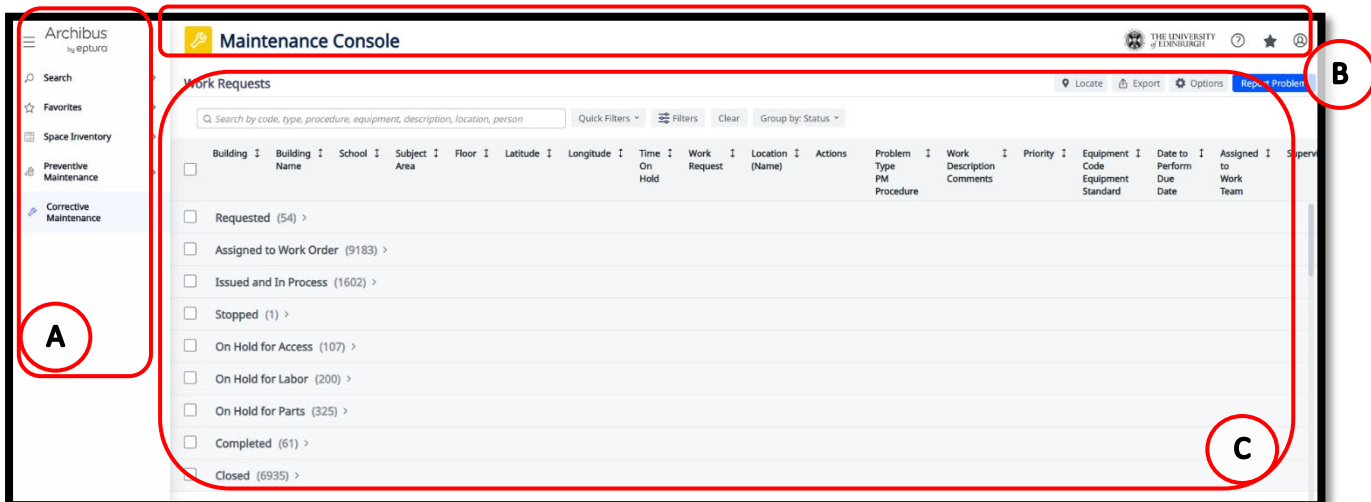 Archibus
by eptura
Search
Favorites
Space Inventory
Preventive
Maintenance
Corrective
Maintenance
A
Maintenance Console
THE UNIVERSITY
of EDINBURGH
B
Work Requests
Locate
Export
Options
Report Problem
Search by code, type, procedure, equipment, description, location, person
Quick Filters
Filters
Clear
Group by: Status
Building
Building
Name
School
Subject
Area
Floor
Latitude
Longitude
Time
On
Hold
Work
Request
Location
(Name)
Actions
Problem
Type
PM
Procedure
Work
Description
Comments
Priority
Equipment
Code
Equipment
Standard
Date to
Perform
Due
Date
Assigned
to
Work
Team
Supervi
Requested (54) >
Assigned to Work Order (9183) >
Issued and In Process (1602) >
Stopped (1) >
On Hold for Access (107) >
On Hold for Labor (200) >
On Hold for Parts (325) >
Completed (61) >
Closed (6935) >
C